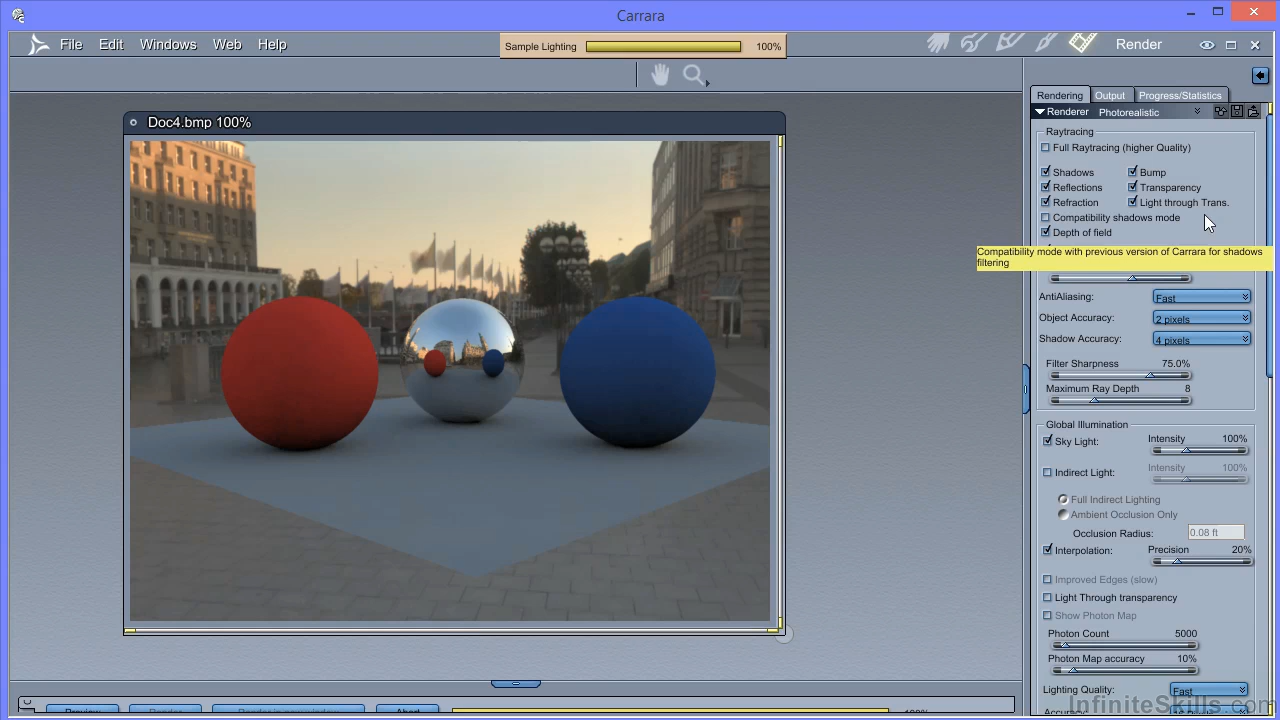 Carrara
File Edit Windows Web Help
Sample Lighting 100%
Render
Doc4.bmp 100%
Rendering Output Progress/Statistics
Renderer Photorealistic
Raytracing
Full Raytracing (higher Quality)
Shadows Bump
Reflections Transparency
Refraction Light through Trans.
Compatibility shadows mode
Depth of field
Compatibility mode with previous version of Carrara for shadows
filtering
AntiAliasing: Fast
Object Accuracy: 2 pixels
Shadow Accuracy: 4 pixels
Filter Sharpness 75.0%
Maximum Ray Depth 8
Global Illumination
Sky Light: Intensity 100%
Indirect Light: Intensity 100%
Full Indirect Lighting
Ambient Occlusion Only
Occlusion Radius: 0.08 ft
Interpolation: Precision 20%
Improved Edges (slow)
Light Through transparency
Show Photon Map
Photon Count 5000
Photon Map accuracy 10%
Lighting Quality: Fast
InfiniteSkills.com